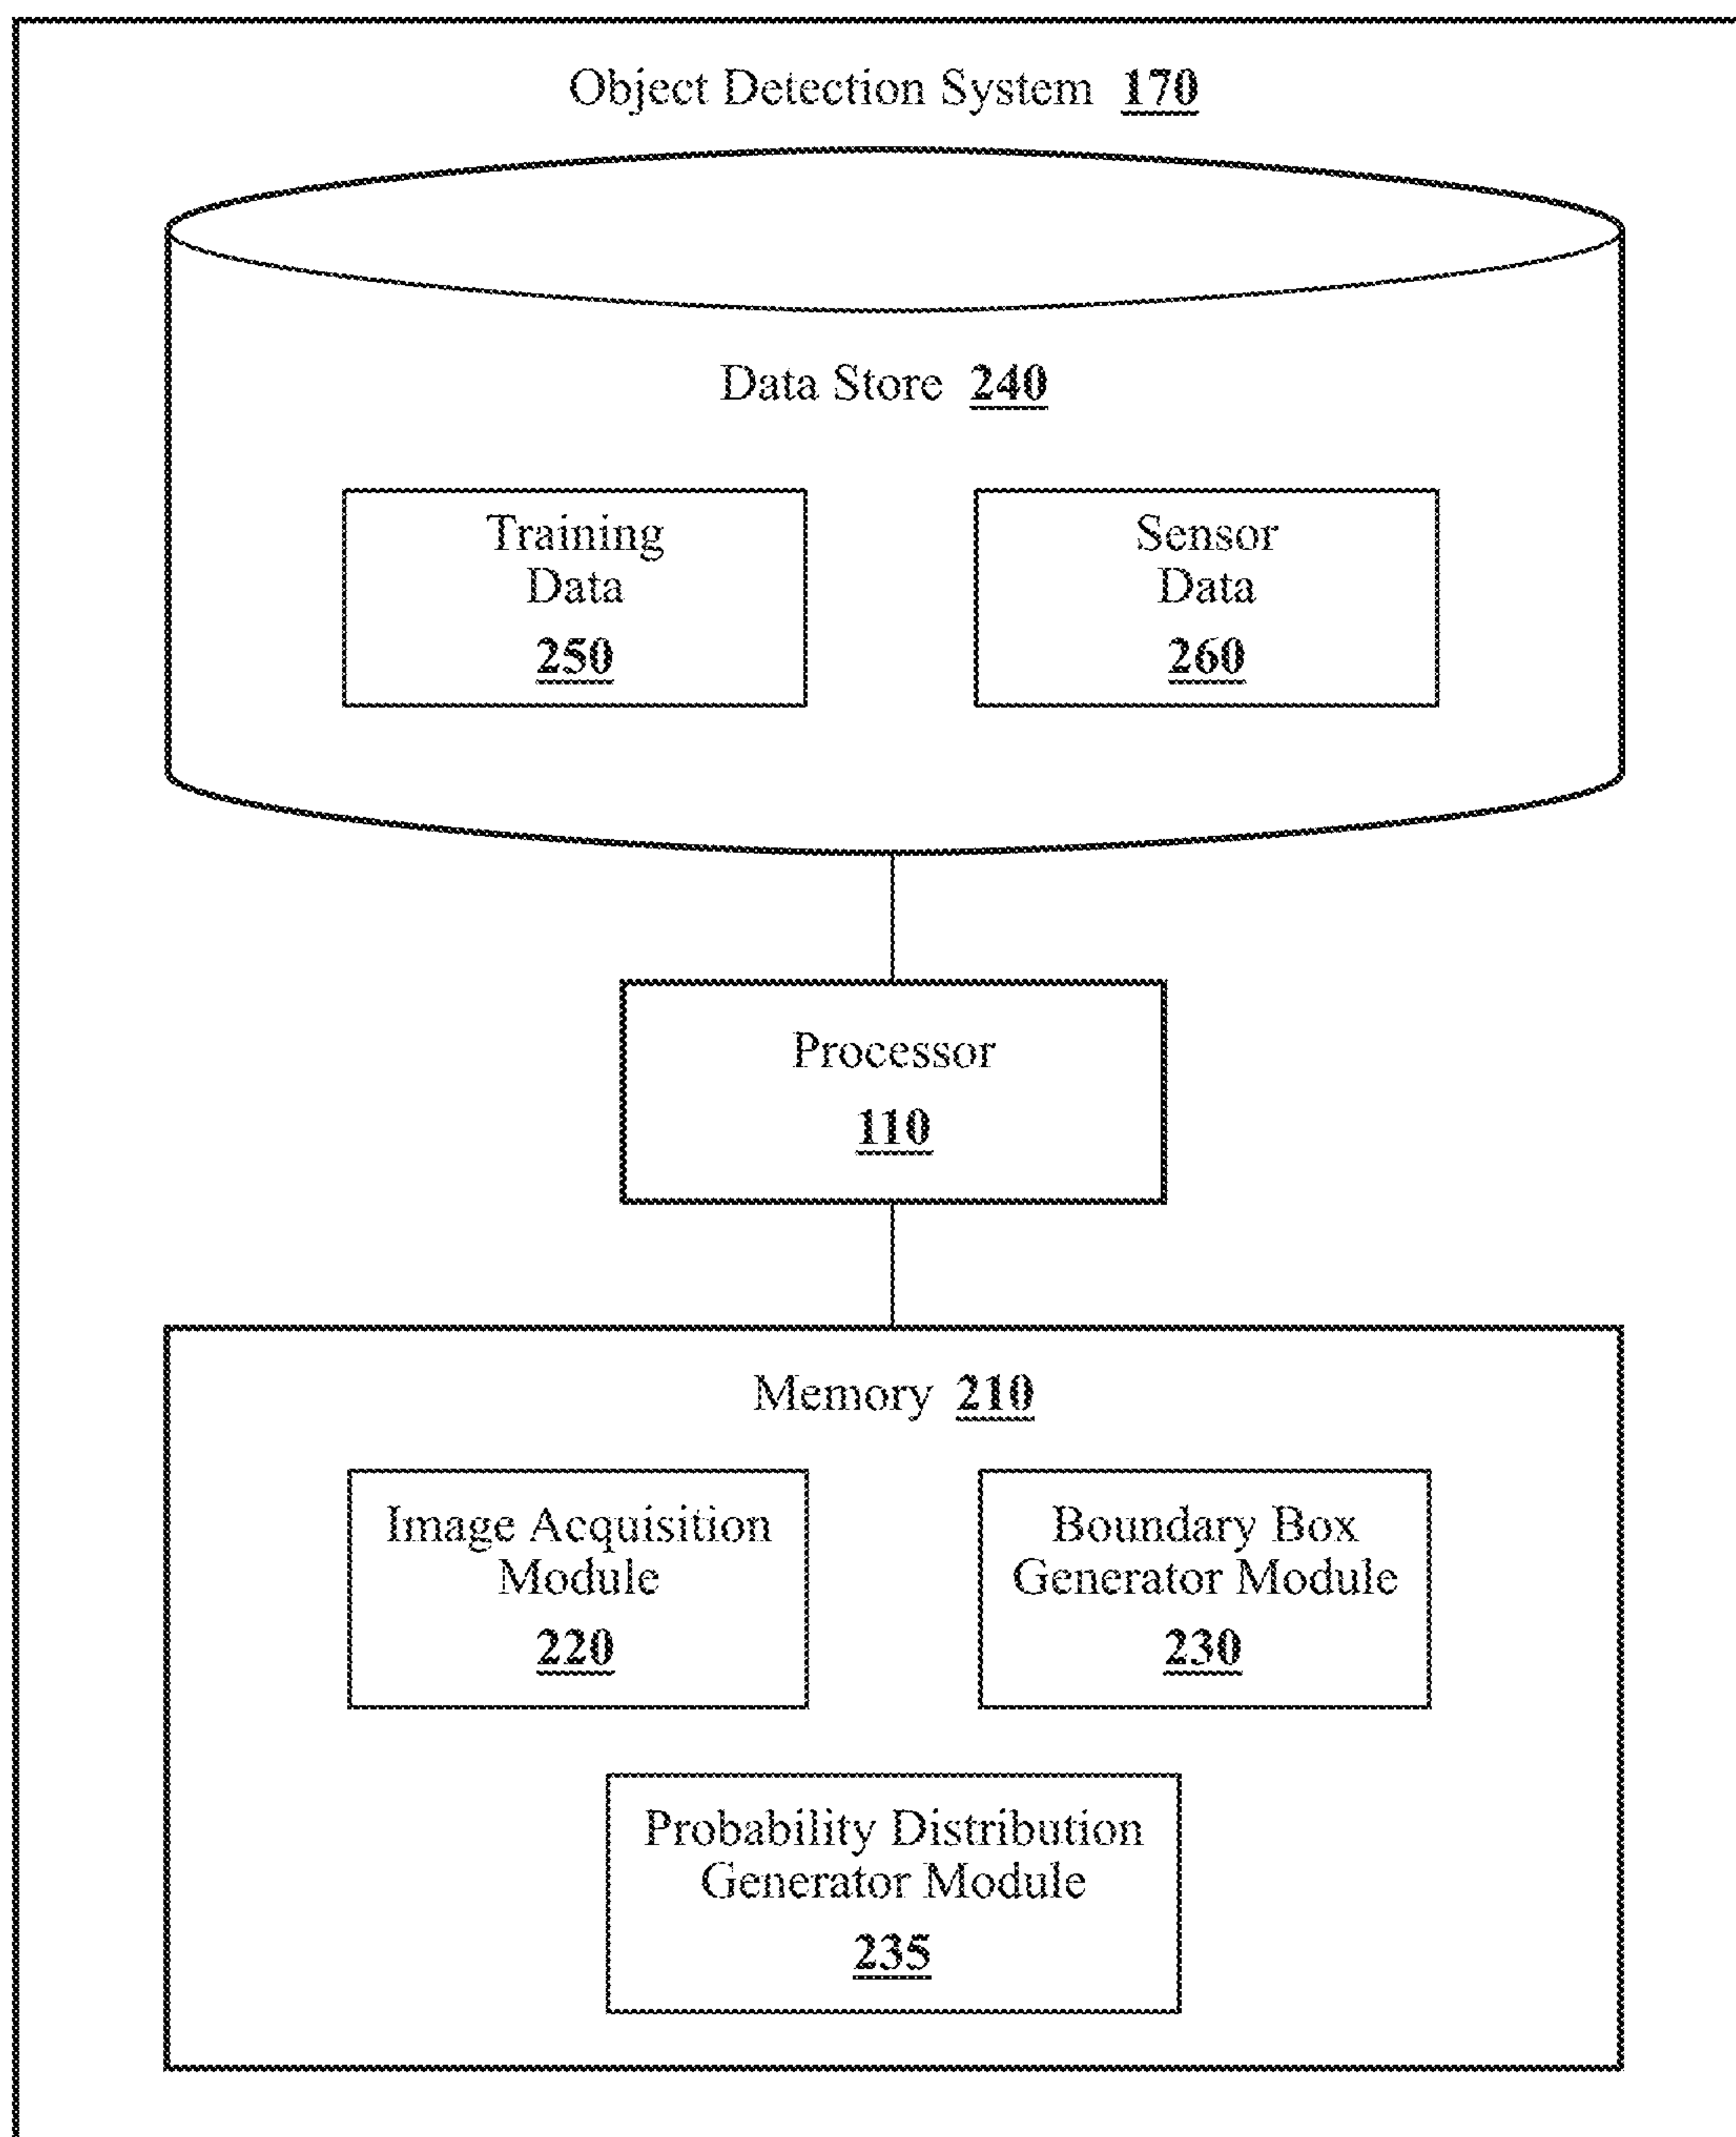 Object Detection System 170
Data Store 240
Training
Data
250
Sensor
Data
260
Processor
110
Memory 210
Image Acquisition
Module
220
Boundary Box
Generator Module
230
Probability Distribution
Generator Module
235